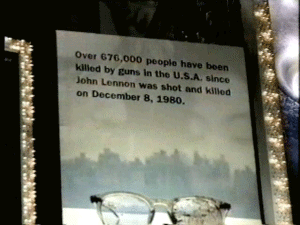 Over 676,000 people have been
killed by guns in the U.S.A. since
John Lennon was shot and killed
on December 8, 1980.